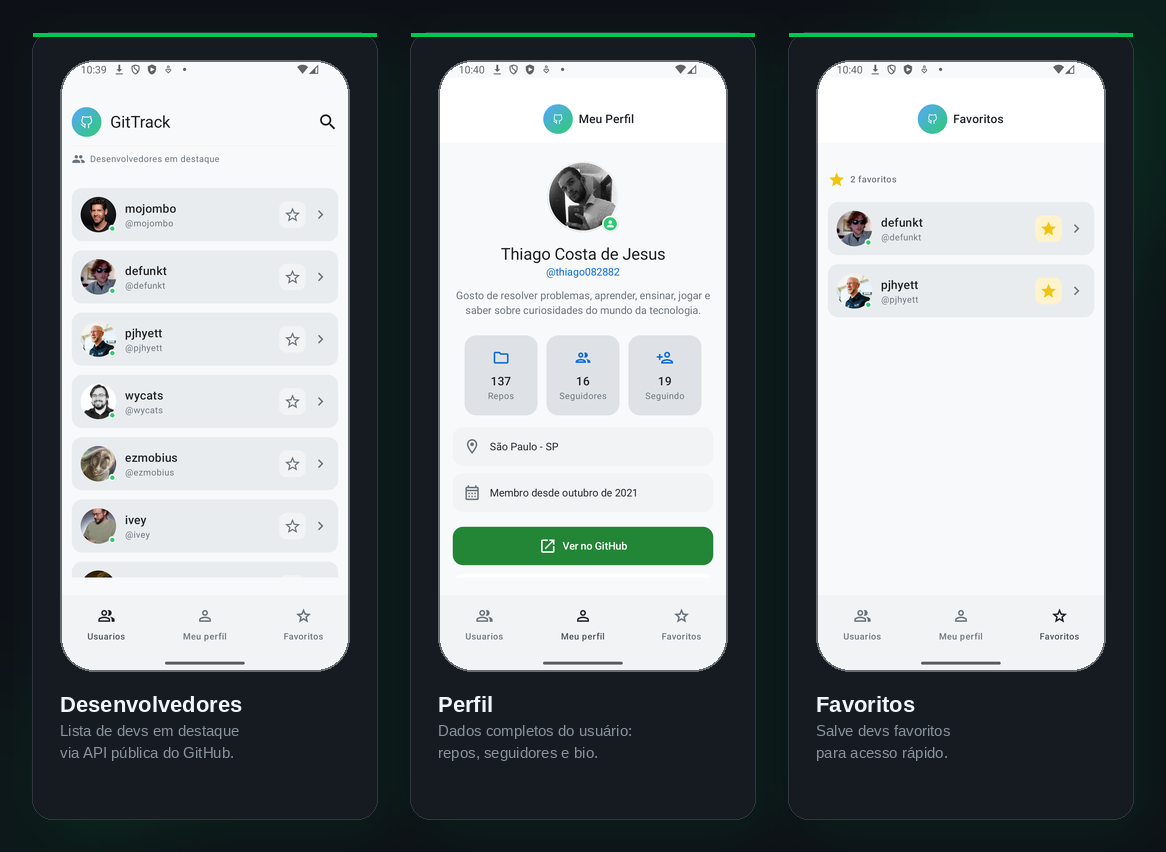 10:39
GitTrack
Desenvolvedores em destaque
mojombo
@mojombo
defunkt
@defunkt
pjhyett
@pjhyett
wycats
@wycats
ezmobius
@ezmobius
ivey
@ivey
Usuarios
Meu perfil
Favoritos
Desenvolvedores
Lista de devs em destaque
via API pública do GitHub.
10:40
Meu Perfil
Thiago Costa de Jesus
@thiago082882
Gosto de resolver problemas, aprender, ensinar, jogar e
saber sobre curiosidades do mundo da tecnologia.
137
Repos
16
Seguidores
19
Seguindo
São Paulo - SP
Membro desde outubro de 2021
Ver no GitHub
Usuarios
Meu perfil
Favoritos
Perfil
Dados completos do usuário:
repos, seguidores e bio.
10:40
Favoritos
2 favoritos
defunkt
@defunkt
pjhyett
@pjhyett
Usuarios
Meu perfil
Favoritos
Favoritos
Salve devs favoritos
para acesso rápido.